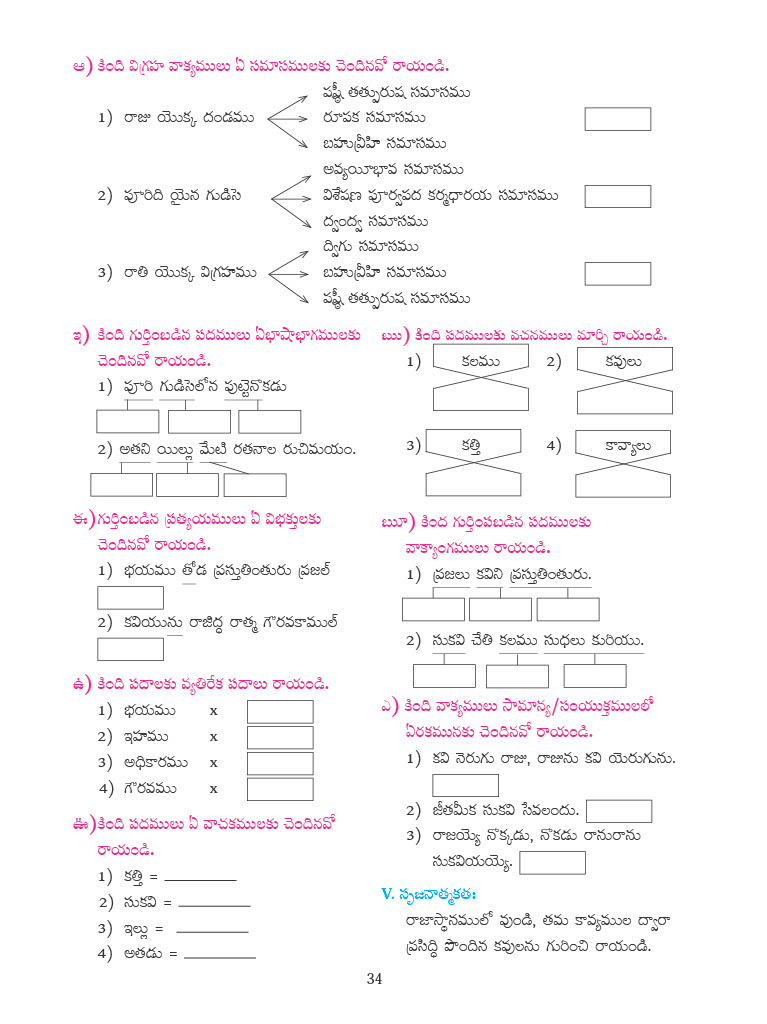 ఆ) కింది విగ్రహ వాక్యములు ఏ సమాసములకు చెందినవో రాయండి.
షష్ఠీ తత్పురుష సమాసము
1) రాజు యొక్క దండము
రూపక సమాసము
బహువ్రీహి సమాసము
అవ్యయీభావ సమాసము
2) పూరిది యైన గుడిసె
విశేషణ పూర్వపద కర్మధారయ సమాసము
ద్వంద్వ సమాసము
ద్విగు సమాసము
3) రాతి యొక్క విగ్రహము
బహువ్రీహి సమాసము
షష్ఠీ తత్పురుష సమాసము
ఇ) కింది గుర్తింబడిన పదములు ఏభాషాభాగములకు
చెందినవో రాయండి.
1) పూరి గుడిసెలోన పుట్టెనొకడు
2) అతని యిల్లు మేటి రతనాల రుచిమయం.
ఈ)గుర్తింబడిన ప్రత్యయములు ఏ విభక్తులకు
చెందినవో రాయండి.
1) భయము తోడ ప్రస్తుతింతురు ప్రజల్
2) కవియును రాజిద్ధ రాత్మ గౌరవకాముల్
ఉ) కింది పదాలకు వ్యతిరేక పదాలు రాయండి.
1) భయము x
2) ఇహము x
3) అధికారము x
4) గౌరవము x
ఊ)కింది పదములు ఏ వాచకములకు చెందినవో
రాయండి.
1) కత్తి =
2) సుకవి =
3) ఇల్లు =
4) అతడు =
ఋ) కింది పదములకు వచనములు మార్చి రాయండి.
1) కలము 2) కవులు
3) కత్తి 4) కావ్యాలు
ౠ) కింద గుర్తింపబడిన పదములకు
వాక్యాంగములు రాయండి.
1) ప్రజలు కవిని ప్రస్తుతింతురు.
2) సుకవి చేతి కలము సుధలు కురియు.
ఎ) కింది వాక్యములు సామాన్య/సంయుక్తములలో
ఏరకమునకు చెందినవో రాయండి.
1) కవి నెరుగు రాజు, రాజును కవి యెరుగును.
2) జీతమీక సుకవి సేవలందు.
3) రాజయ్యె నొక్కడు, నొకడు రానురాను
సుకవియయ్యె.
V. సృజనాత్మకత:
రాజాస్థానములో వుండి, తమ కావ్యముల ద్వారా
ప్రసిద్ధి పొందిన కవులను గురించి రాయండి.
34